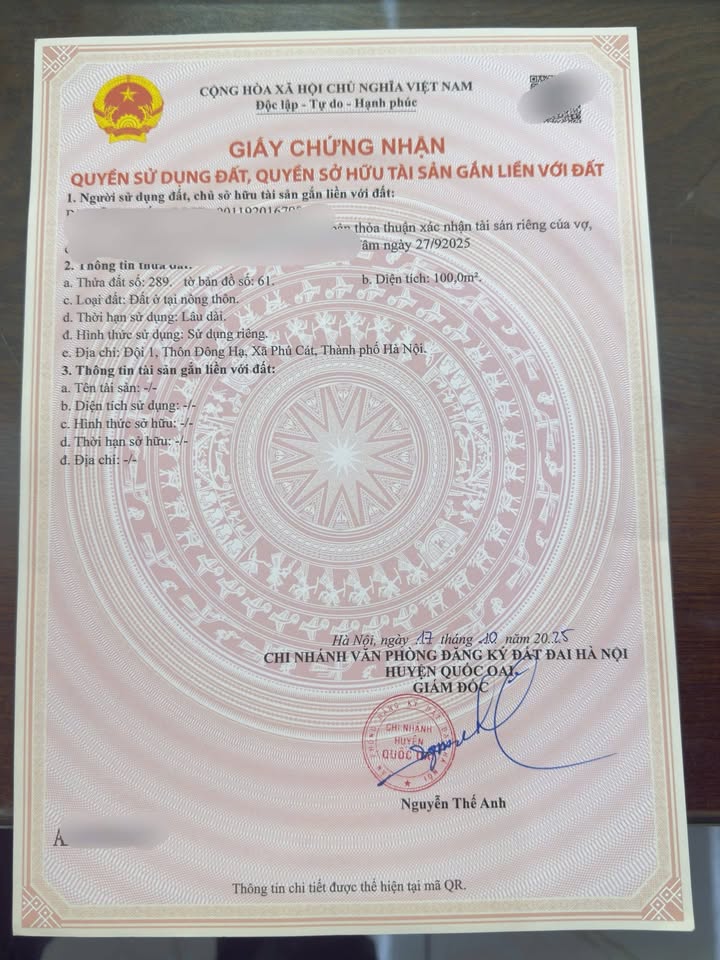 CỘNG HÒA XÃ HỘI CHỦ NGHĨA VIỆT NAM
Độc lập - Tự do - Hạnh phúc
GIẤY CHỨNG NHẬN
QUYỀN SỬ DỤNG ĐẤT, QUYỀN SỞ HỮU TÀI SẢN GẮN LIỀN VỚI ĐẤT
1. Người sử dụng đất, chủ sở hữu tài sản gắn liền với đất:
thỏa thuận xác nhận tài sản riêng của vợ,
ngày 27/92025
2. Thông tin thửa đất:
a. Thửa đất số: 289. tờ bản đồ số: 61. b. Diện tích: 100,0m².
c. Loại đất: Đất ở tại nông thôn.
d. Thời hạn sử dụng: Lâu dài.
đ. Hình thức sử dụng: Sử dụng riêng.
e. Địa chỉ: Đội 1, Thôn Đông Hạ, Xã Phú Cát, Thành phố Hà Nội.
3. Thông tin tài sản gắn liền với đất:
a. Tên tài sản: -/-
b. Diện tích sử dụng: -/-
c. Hình thức sở hữu: -/-
d. Thời hạn sở hữu: -/-
đ. Địa chỉ: -/-
Hà Nội, ngày 17 tháng 10 năm 2025
CHI NHÁNH VĂN PHÒNG ĐĂNG KÝ ĐẤT ĐAI HÀ NỘI
HUYỆN QUỐC OAI
GIÁM ĐỐC
CHI NHÁNH
HUYỆN
QUỐC
Nguyễn Thế Anh
A
Thông tin chi tiết được thể hiện tại mã QR.